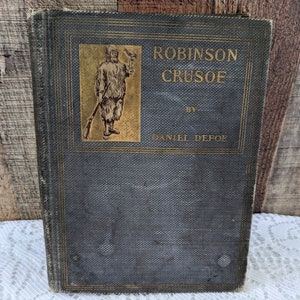 ROBINSON
CRUSOE
BY
DANIEL DEFOE